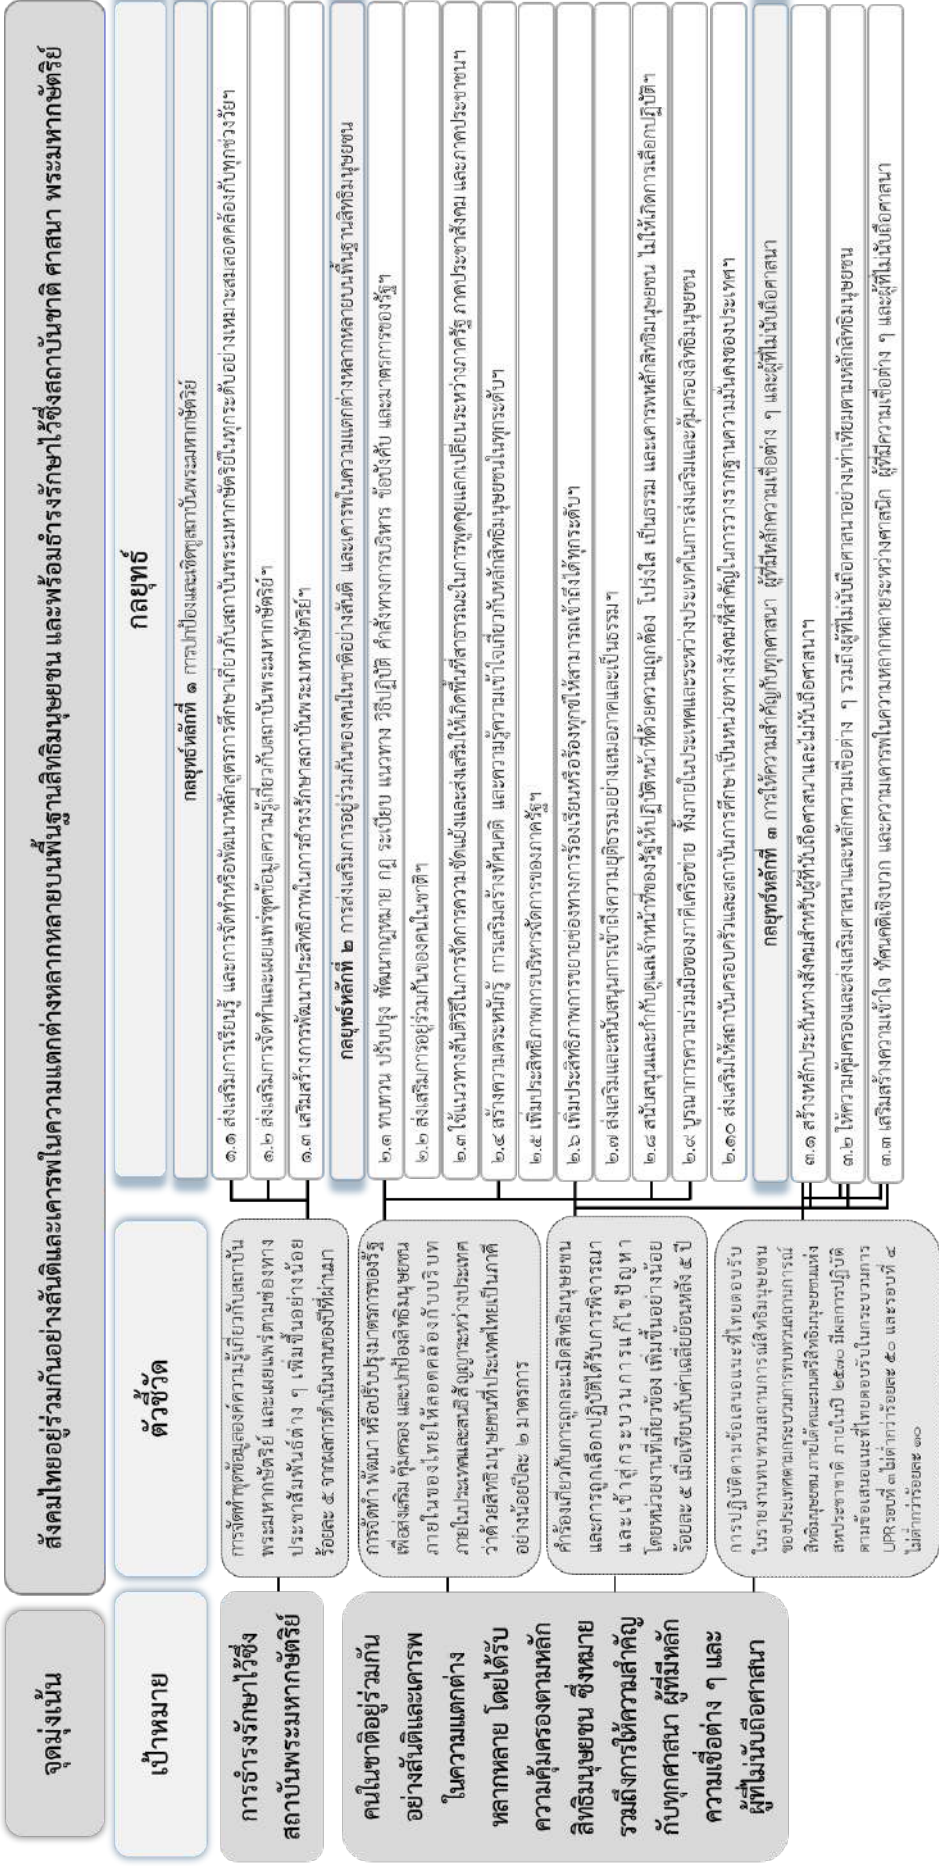 จุดมุ่งเน้น
สังคมไทยอยู่ร่วมกันอย่างสันติและเคารพในความแตกต่างหลากหลายบนพื้นฐานสิทธิมนุษยชน และพร้อมธำรงรักษาไว้ซึ่งสถาบันชาติ ศาสนา พระมหากษัตริย์
เป้าหมาย
ตัวชี้วัด
กลยุทธ์
การธำรงรักษาไว้ซึ่ง
สถาบันพระมหากษัตริย์
คนในชาติอยู่ร่วมกัน
อย่างสันติและเคารพ
ในความแตกต่าง
หลากหลาย โดยได้รับ
ความคุ้มครองตามหลัก
สิทธิมนุษยชน ซึ่งหมาย
รวมถึงการให้ความสำคัญ
กับทุกศาสนา ผู้ที่มีหลัก
ความเชื่อต่าง ๆ และ
ผู้ที่ไม่นับถือศาสนา
การจัดทำชุดข้อมูลองค์ความรู้เกี่ยวกับสถาบัน
พระมหากษัตริย์ และเผยแพร่ตามช่องทาง
ประชาสัมพันธ์ต่าง ๆ เพิ่มขึ้นอย่างน้อย
ร้อยละ ๕ จากผลการดำเนินงานของปีที่ผ่านมา
การจัดทำ พัฒนา หรือปรับปรุงมาตรการของรัฐ
เพื่อส่งเสริม คุ้มครอง และปกป้องสิทธิมนุษยชน
ภายในของไทยให้สอดคล้องกับบริบท
ภายในประเทศและสนธิสัญญาระหว่างประเทศ
ว่าด้วยสิทธิมนุษยชนที่ประเทศไทยเป็นภาคี
อย่างน้อยปีละ ๒ มาตรการ
คำร้องเกี่ยวกับการถูกละเมิดสิทธิมนุษยชน
และการถูกเลือกปฏิบัติได้รับการพิจารณา
และเข้าสู่กระบวนการแก้ไขปัญหา
โดยหน่วยงานที่เกี่ยวข้อง เพิ่มขึ้นอย่างน้อย
ร้อยละ ๕ เมื่อเทียบกับค่าเฉลี่ยย้อนหลัง ๕ ปี
การปฏิบัติตามข้อเสนอแนะที่ไทยตอบรับ
ในรายงานทบทวนสถานการณ์สิทธิมนุษยชน
ของประเทศตามกระบวนการทบทวนสถานการณ์
สิทธิมนุษยชน ภายใต้คณะมนตรีสิทธิมนุษยชนแห่ง
สหประชาชาติ ภายในปี ๒๕๗๐ มีผลการปฏิบัติ
ตามข้อเสนอแนะที่ไทยตอบรับในกระบวนการ
UPR รอบที่ ๓ ไม่ต่ำกว่าร้อยละ ๕๐ และรอบที่ ๔
ไม่ต่ำกว่าร้อยละ ๑๐
กลยุทธ์หลักที่ ๑ การปกป้องและเชิดชูสถาบันพระมหากษัตริย์
๑.๑ ส่งเสริมการเรียนรู้ และการจัดทำหรือพัฒนาหลักสูตรการศึกษาเกี่ยวกับสถาบันพระมหากษัตริย์ในทุกระดับอย่างเหมาะสมสอดคล้องกับทุกช่วงวัยฯ
๑.๒ ส่งเสริมการจัดทำและเผยแพร่ชุดข้อมูลความรู้เกี่ยวกับสถาบันพระมหากษัตริย์ฯ
๑.๓ เสริมสร้างการพัฒนาประสิทธิภาพในการธำรงรักษาสถาบันพระมหากษัตริย์ฯ
กลยุทธ์หลักที่ ๒ การส่งเสริมการอยู่ร่วมกันของคนในชาติอย่างสันติ และเคารพในความแตกต่างหลากหลายบนพื้นฐานสิทธิมนุษยชน
๒.๑ ทบทวน ปรับปรุง พัฒนากฎหมาย กฎ ระเบียบ แนวทาง วิธีปฏิบัติ คำสั่งทางการบริหาร ข้อบังคับ และมาตรการของรัฐฯ
๒.๒ ส่งเสริมการอยู่ร่วมกันของคนในชาติฯ
๒.๓ ใช้แนวทางสันติวิธีในการจัดการความขัดแย้งและส่งเสริมให้เกิดพื้นที่สาธารณะในการพูดคุยแลกเปลี่ยนระหว่างภาครัฐ ภาคประชาสังคม และภาคประชาชนฯ
๒.๔ สร้างความตระหนักรู้ การเสริมสร้างทัศนคติ และความรู้ความเข้าใจเกี่ยวกับหลักสิทธิมนุษยชนในทุกระดับฯ
๒.๕ เพิ่มประสิทธิภาพการบริหารจัดการของภาครัฐฯ
๒.๖ เพิ่มประสิทธิภาพการขยายช่องทางการร้องเรียนหรือร้องทุกข์ให้สามารถเข้าถึงได้ทุกระดับฯ
๒.๗ ส่งเสริมและสนับสนุนการเข้าถึงความยุติธรรมอย่างเสมอภาคและเป็นธรรมฯ
๒.๘ สนับสนุนและกำกับดูแลเจ้าหน้าที่ของรัฐให้ปฏิบัติหน้าที่ด้วยความถูกต้อง โปร่งใส เป็นธรรม และเคารพหลักสิทธิมนุษยชน ไม่ให้เกิดการเลือกปฏิบัติฯ
๒.๙ บูรณาการความร่วมมือของภาคีเครือข่าย ทั้งภายในประเทศและระหว่างประเทศในการส่งเสริมและคุ้มครองสิทธิมนุษยชน
๒.๑๐ ส่งเสริมให้สถาบันครอบครัวและสถาบันการศึกษาเป็นหน่วยทางสังคมที่สำคัญในการวางรากฐานความมั่นคงของประเทศฯ
กลยุทธ์หลักที่ ๓ การให้ความสำคัญกับทุกศาสนา ผู้ที่มีหลักความเชื่อต่าง ๆ และผู้ที่ไม่นับถือศาสนา
๓.๑ สร้างหลักประกันทางสังคมสำหรับผู้ที่นับถือศาสนาและไม่นับถือศาสนาฯ
๓.๒ ให้ความคุ้มครองและส่งเสริมศาสนาและหลักความเชื่อต่าง ๆ รวมถึงผู้ที่ไม่นับถือศาสนาอย่างเท่าเทียมตามหลักสิทธิมนุษยชน
๓.๓ เสริมสร้างความเข้าใจ ทัศนคติเชิงบวก และความเคารพในความหลากหลายระหว่างศาสนิก ผู้ที่มีความเชื่อต่าง ๆ และผู้ที่ไม่นับถือศาสนา